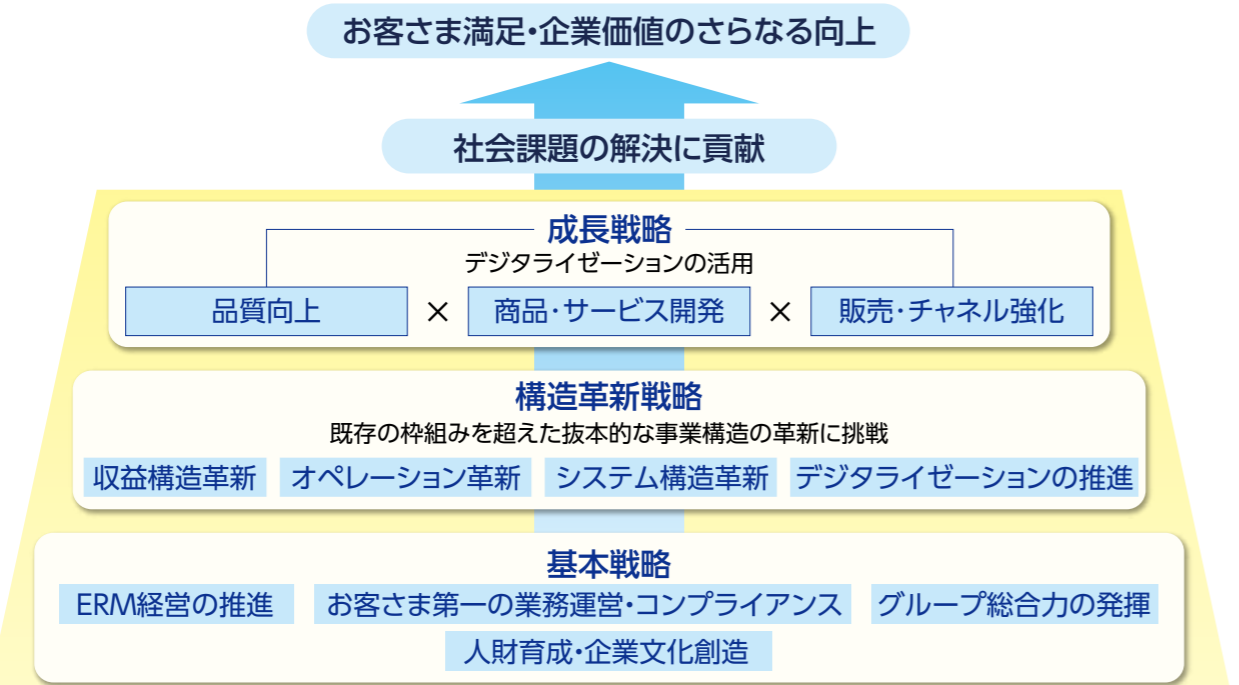 お客さま満足・企業価値のさらなる向上
社会課題の解決に貢献
成長戦略
デジタライゼーションの活用
品質向上 × 商品・サービス開発 × 販売・チャネル強化
構造革新戦略
既存の枠組みを超えた抜本的な事業構造の革新に挑戦
収益構造革新 オペレーション革新 システム構造革新 デジタライゼーションの推進
基本戦略
ERM経営の推進 お客さま第一の業務運営・コンプライアンス グループ総合力の発揮
人財育成・企業文化創造